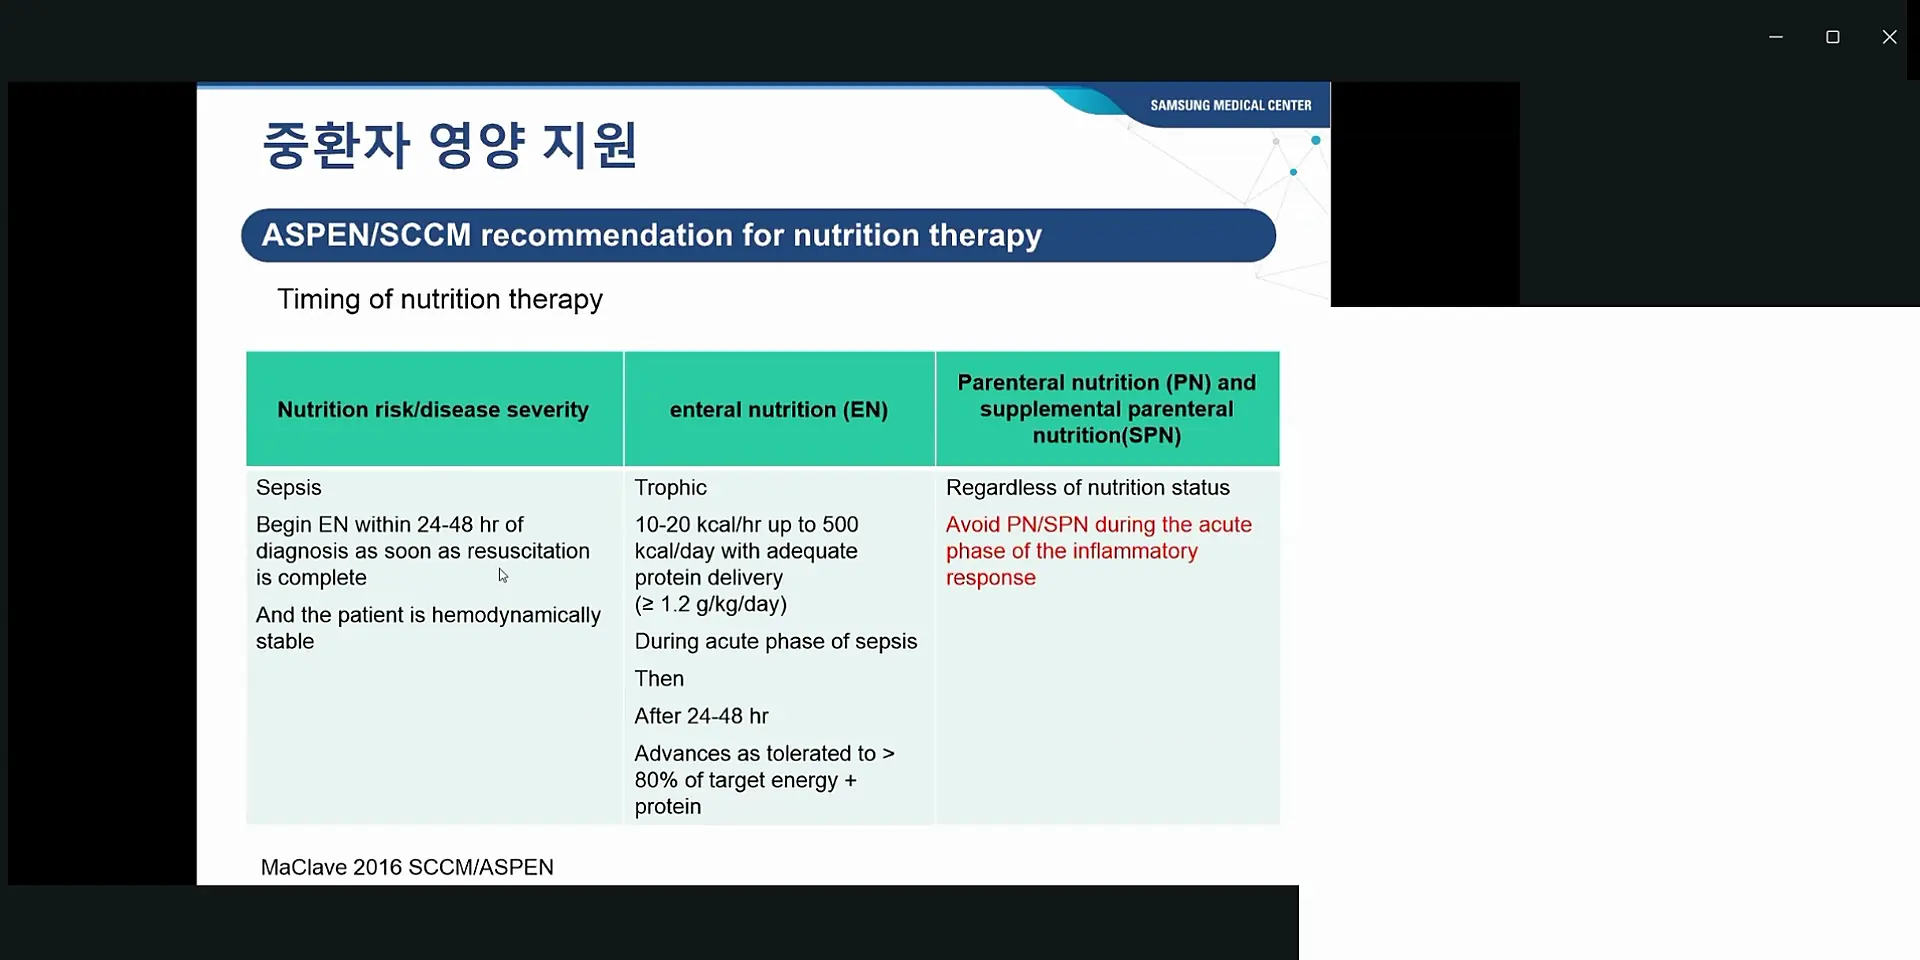 SAMSUNG MEDICAL CENTER
중환자 영양 지원
ASPEN/SCCM recommendation for nutrition therapy
Timing of nutrition therapy
Nutrition risk/disease severity
enteral nutrition (EN)
Parenteral nutrition (PN) and
supplemental parenteral
nutrition(SPN)
Sepsis
Begin EN within 24-48 hr of
diagnosis as soon as resuscitation
is complete
And the patient is hemodynamically
stable
Trophic
10-20 kcal/hr up to 500
kcal/day with adequate
protein delivery
(≥ 1.2 g/kg/day)
During acute phase of sepsis
Then
After 24-48 hr
Advances as tolerated to >
80% of target energy +
protein
Regardless of nutrition status
Avoid PN/SPN during the acute
phase of the inflammatory
response
MaClave 2016 SCCM/ASPEN